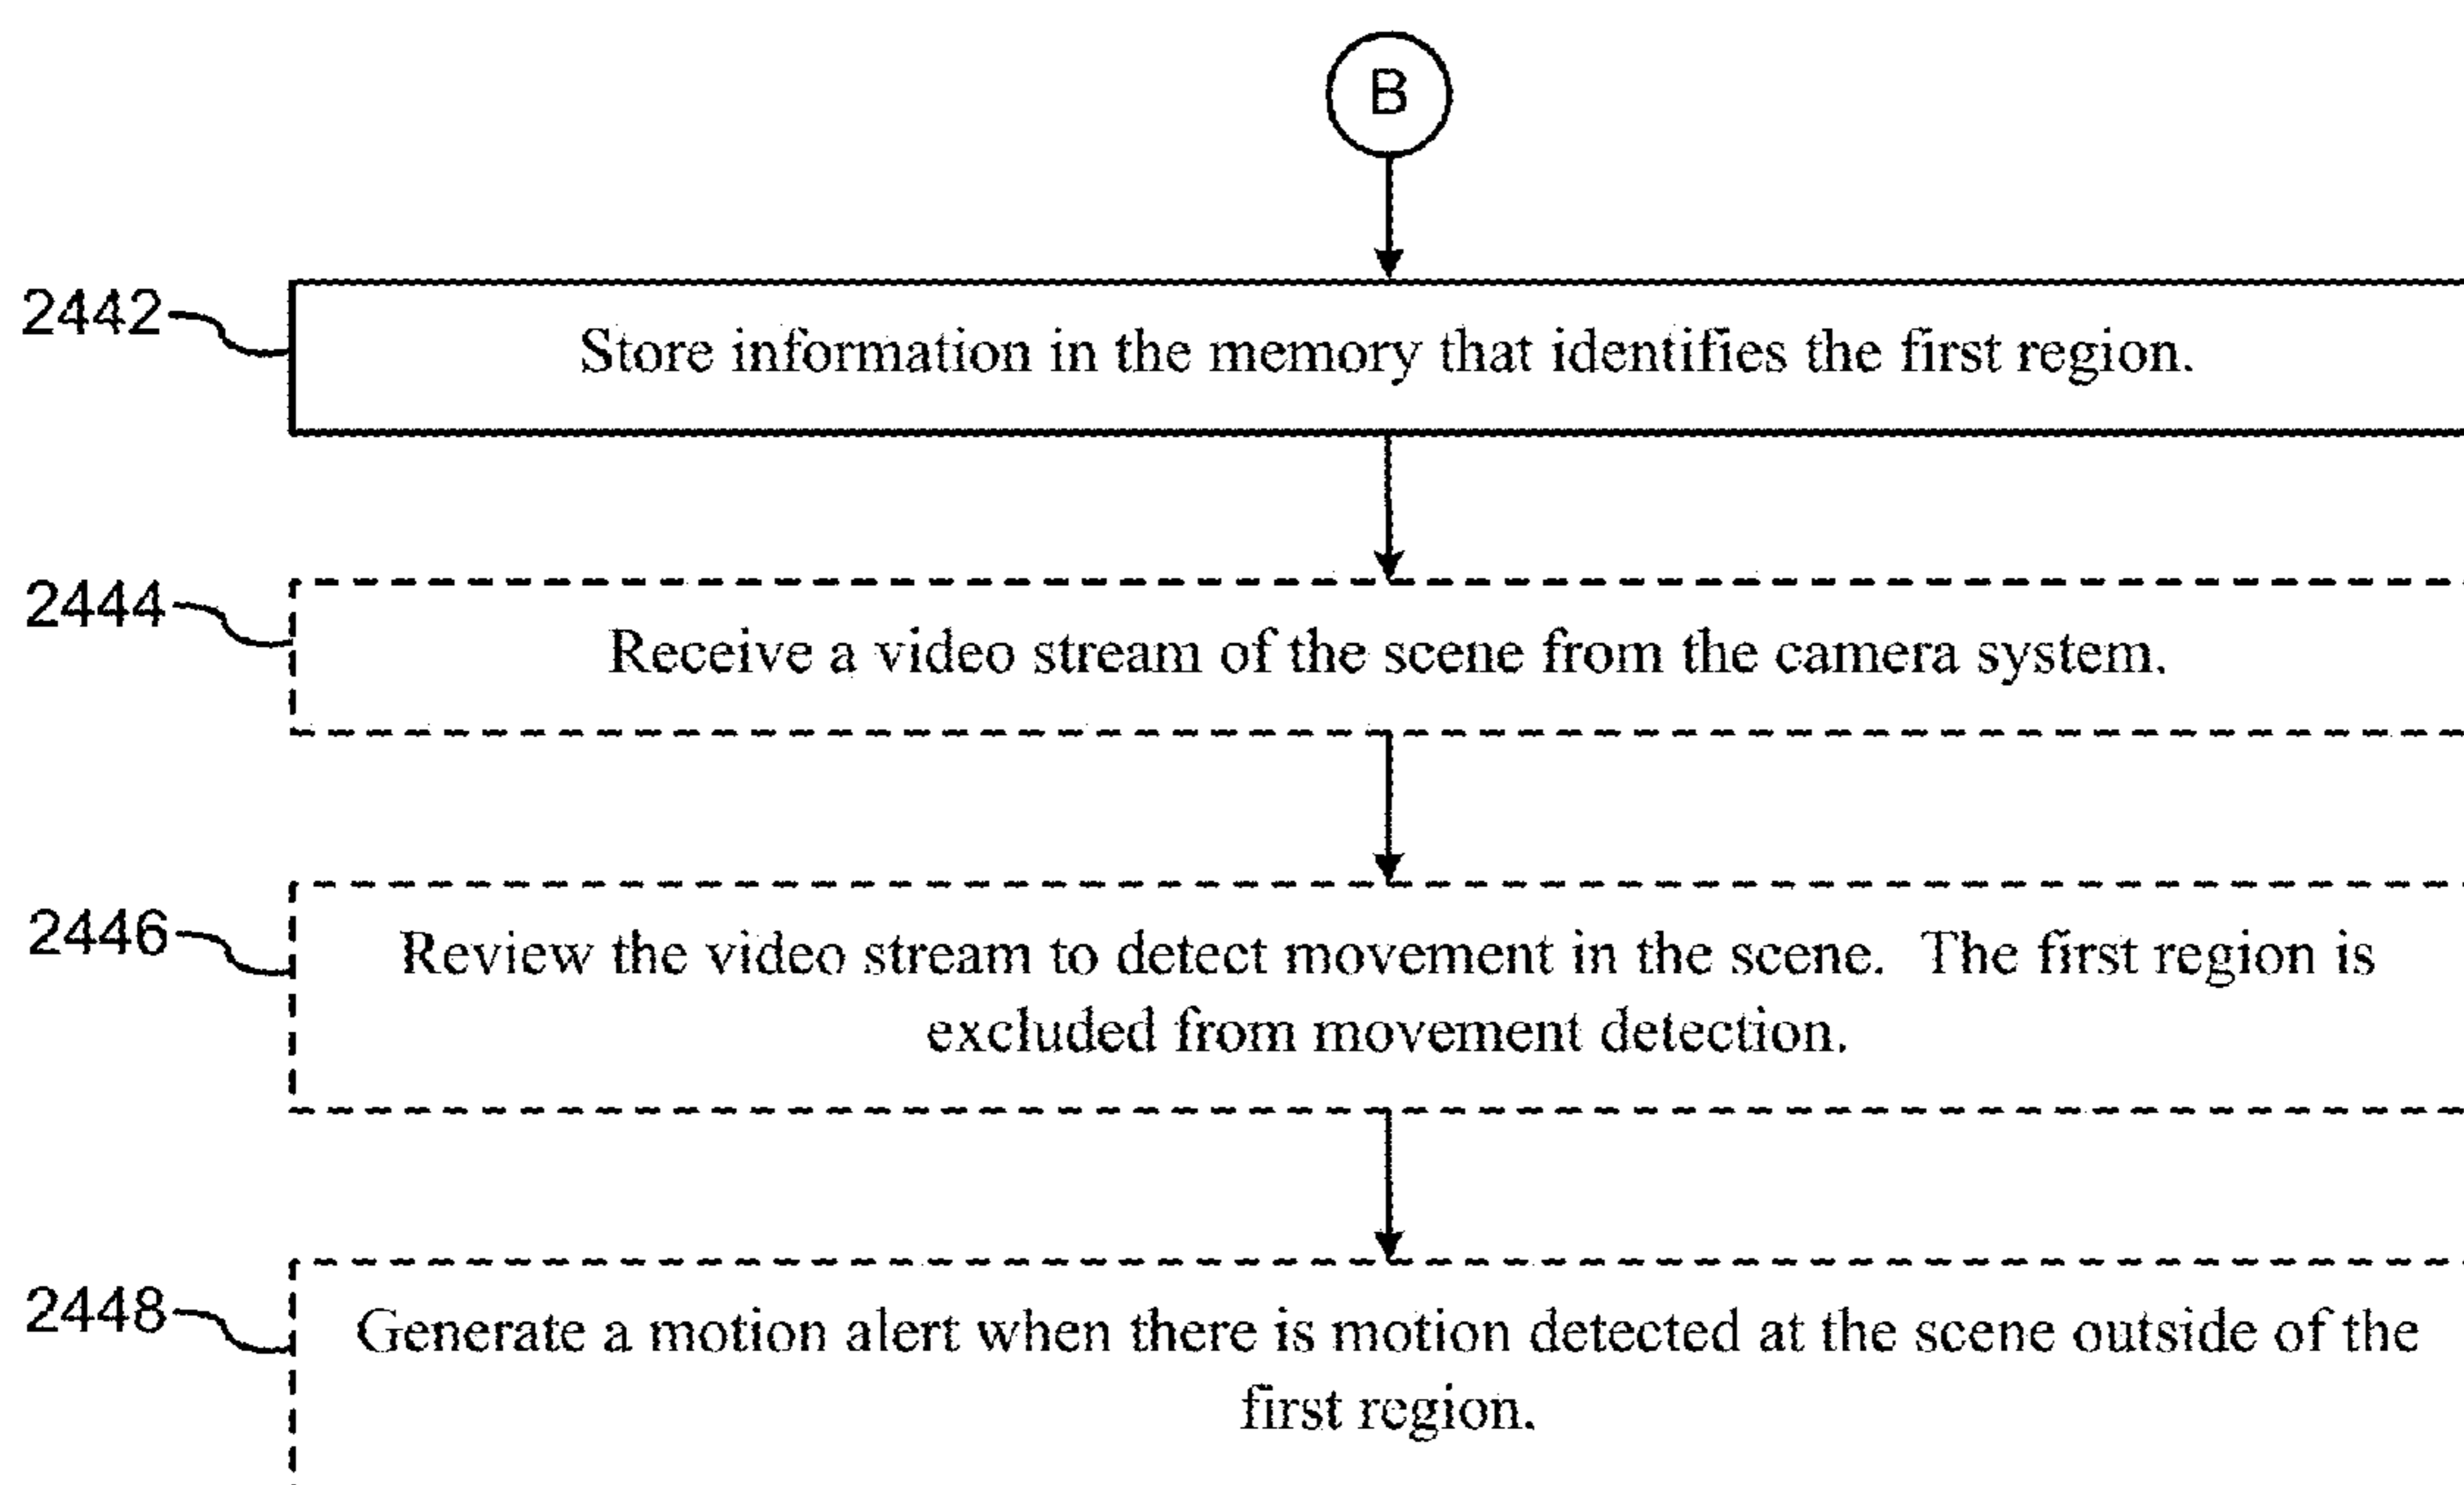 B
2442
Store information in the memory that identifies the first region.
2444
Receive a video stream of the scene from the camera system.
2446
Review the video stream to detect movement in the scene. The first region is
excluded from movement detection.
2448
Generate a motion alert when there is motion detected at the scene outside of the
first region.